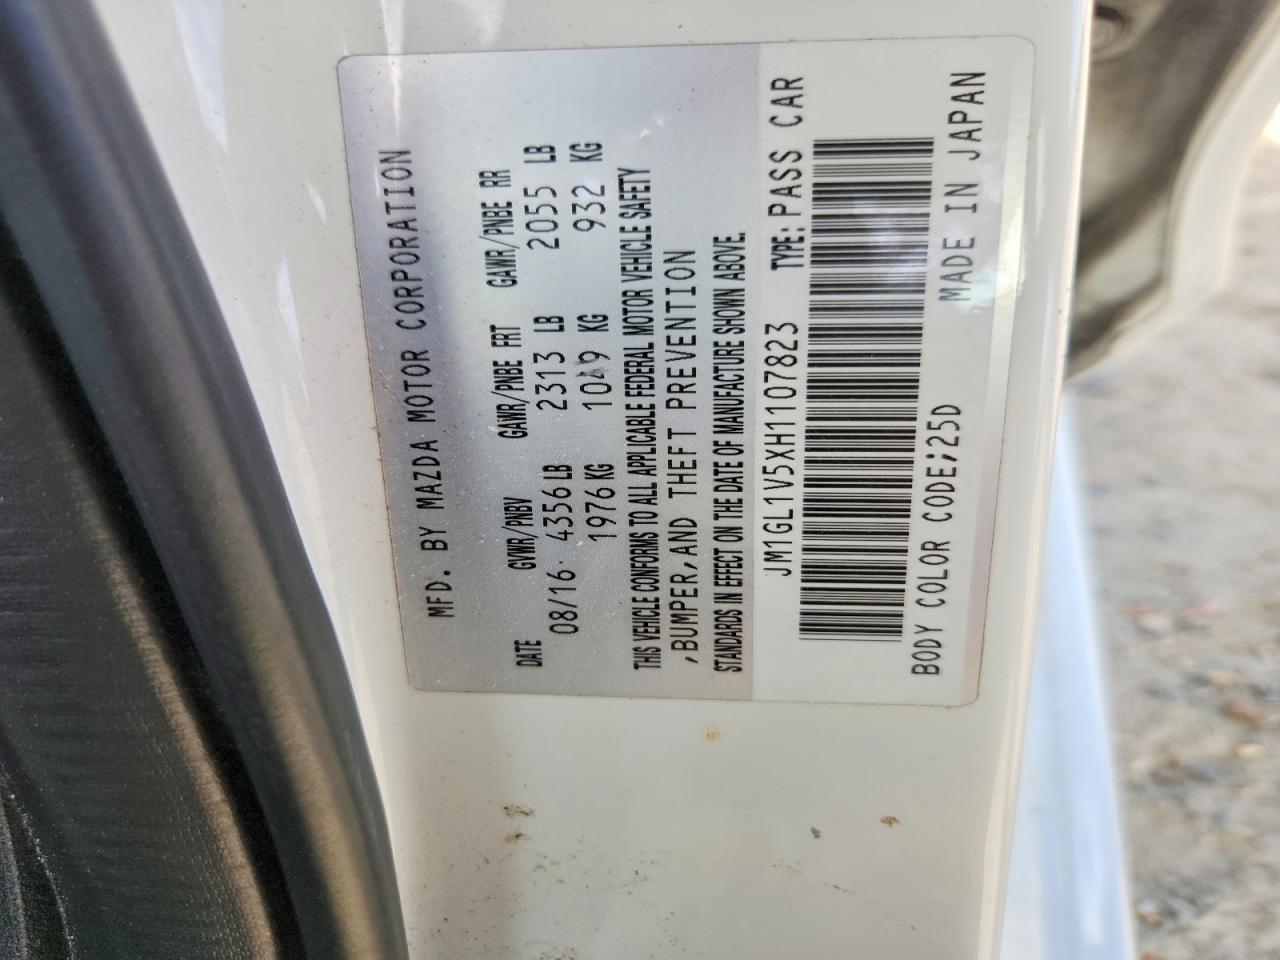 MFD. BY MAZDA MOTOR CORPORATION
DATE GVWR/PNBV GAWR/PNBE FRT GAWR/PNBE RR
08/16 4356 LB 2313 LB 2055 LB
1976 KG 1049 KG 932 KG
THIS VEHICLE CONFORMS TO ALL APPLICABLE FEDERAL MOTOR VEHICLE SAFETY
,BUMPER,AND THEFT PREVENTION
STANDARDS IN EFFECT ON THE DATE OF MANUFACTURE SHOWN ABOVE.
JM1GL1V5XH1107823 TYPE: PASS CAR
BODY COLOR CODE;25D MADE IN JAPAN